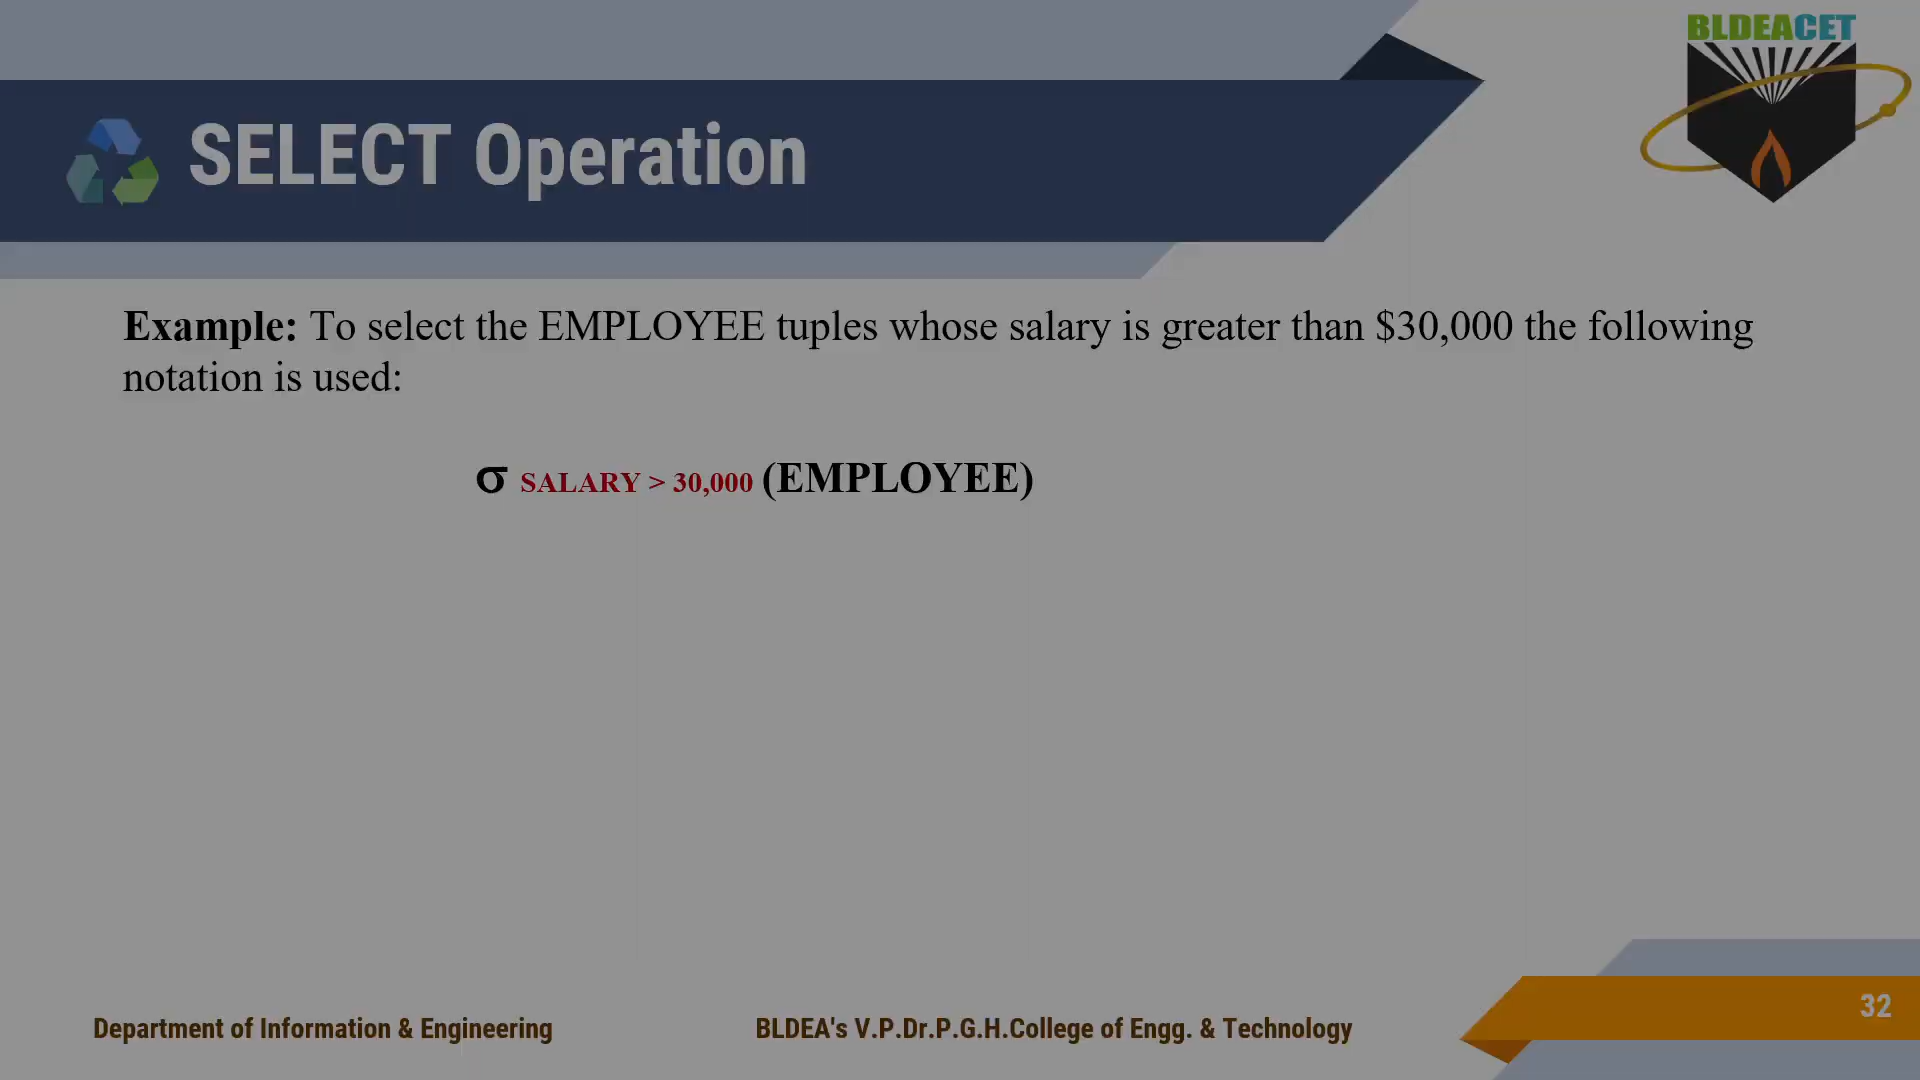 BLDEACET
SELECT Operation
Example: To select the EMPLOYEE tuples whose salary is greater than $30,000 the following
notation is used:
σ SALARY > 30,000 (EMPLOYEE)
32
Department of Information & Engineering BLDEA's V.P.Dr.P.G.H.College of Engg. & Technology